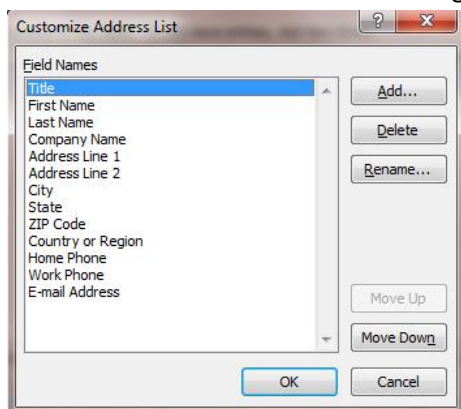 Customize Address List
?
X
Field Names
Title
First Name
Last Name
Company Name
Address Line 1
Address Line 2
City
State
ZIP Code
Country or Region
Home Phone
Work Phone
E-mail Address
Add...
Delete
Rename...
Move Up
Move Down
OK
Cancel